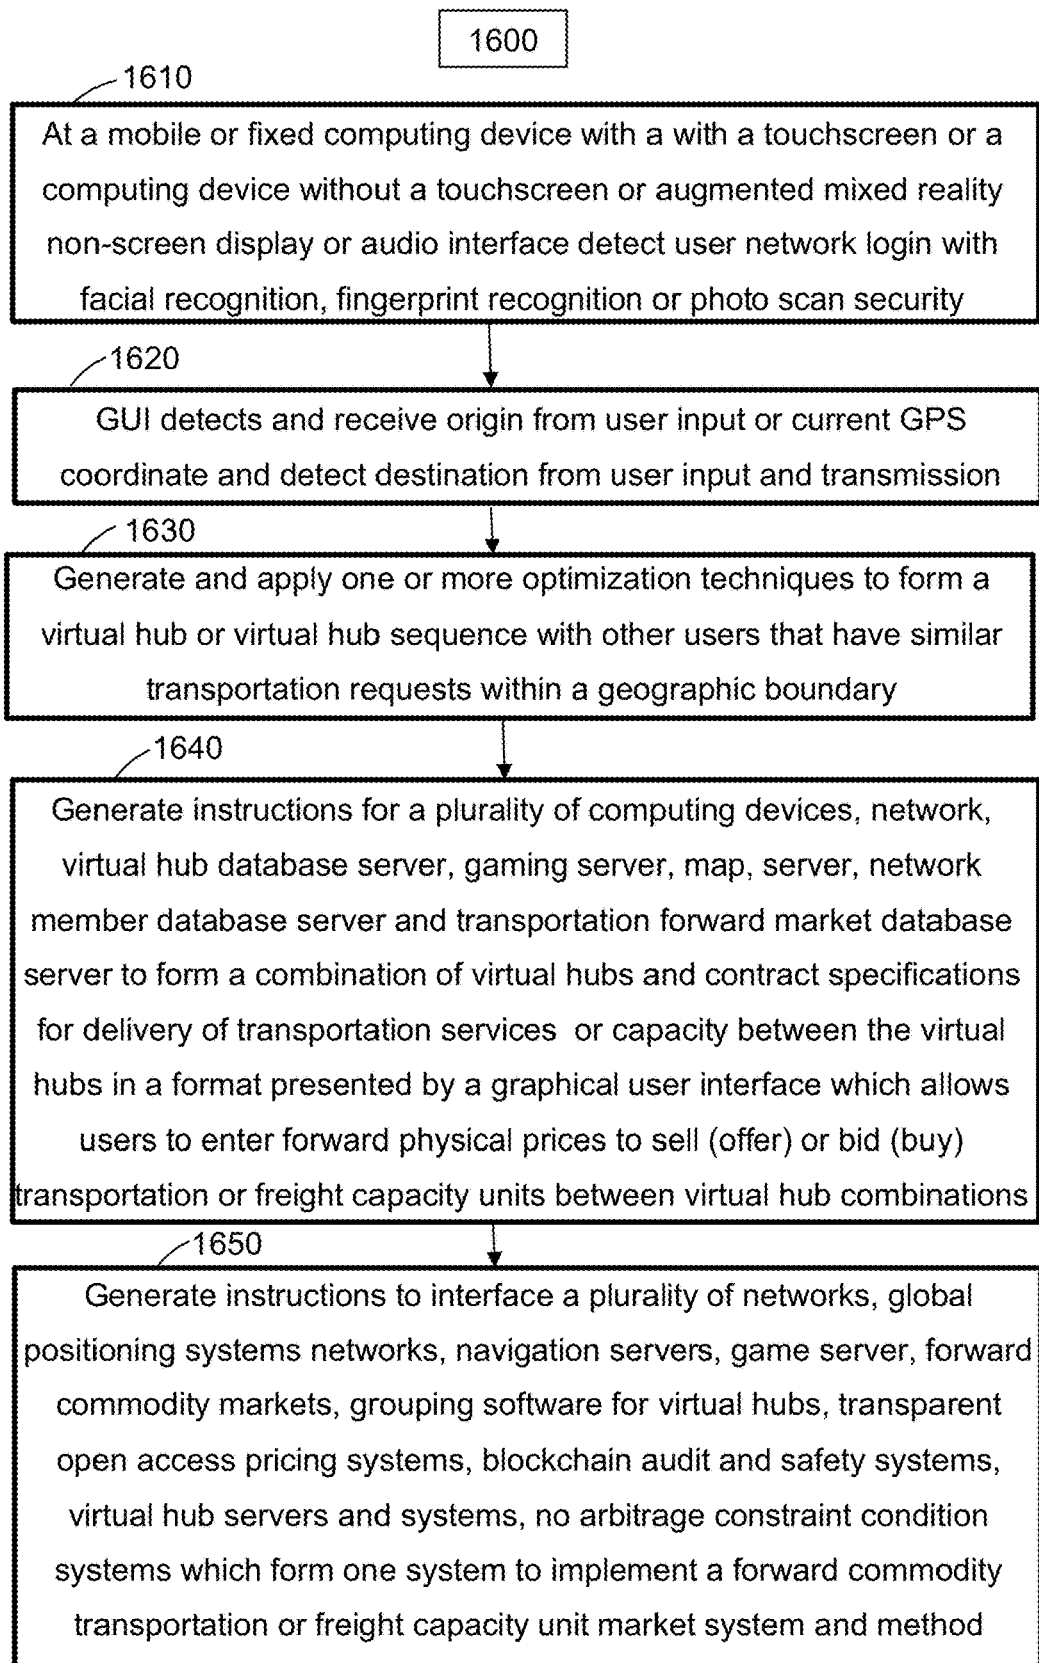 1600
1610
At a mobile or fixed computing device with a with a touchscreen or a
computing device without a touchscreen or augmented mixed reality
non-screen display or audio interface detect user network login with
facial recognition, fingerprint recognition or photo scan security
1620
GUI detects and receive origin from user input or current GPS
coordinate and detect destination from user input and transmission
1630
Generate and apply one or more optimization techniques to form a
virtual hub or virtual hub sequence with other users that have similar
transportation requests within a geographic boundary
1640
Generate instructions for a plurality of computing devices, network,
virtual hub database server, gaming server, map, server, network
member database server and transportation forward market database
server to form a combination of virtual hubs and contract specifications
for delivery of transportation services or capacity between the virtual
hubs in a format presented by a graphical user interface which allows
users to enter forward physical prices to sell (offer) or bid (buy)
transportation or freight capacity units between virtual hub combinations
1650
Generate instructions to interface a plurality of networks, global
positioning systems networks, navigation servers, game server, forward
commodity markets, grouping software for virtual hubs, transparent
open access pricing systems, blockchain audit and safety systems,
virtual hub servers and systems, no arbitrage constraint condition
systems which form one system to implement a forward commodity
transportation or freight capacity unit market system and method